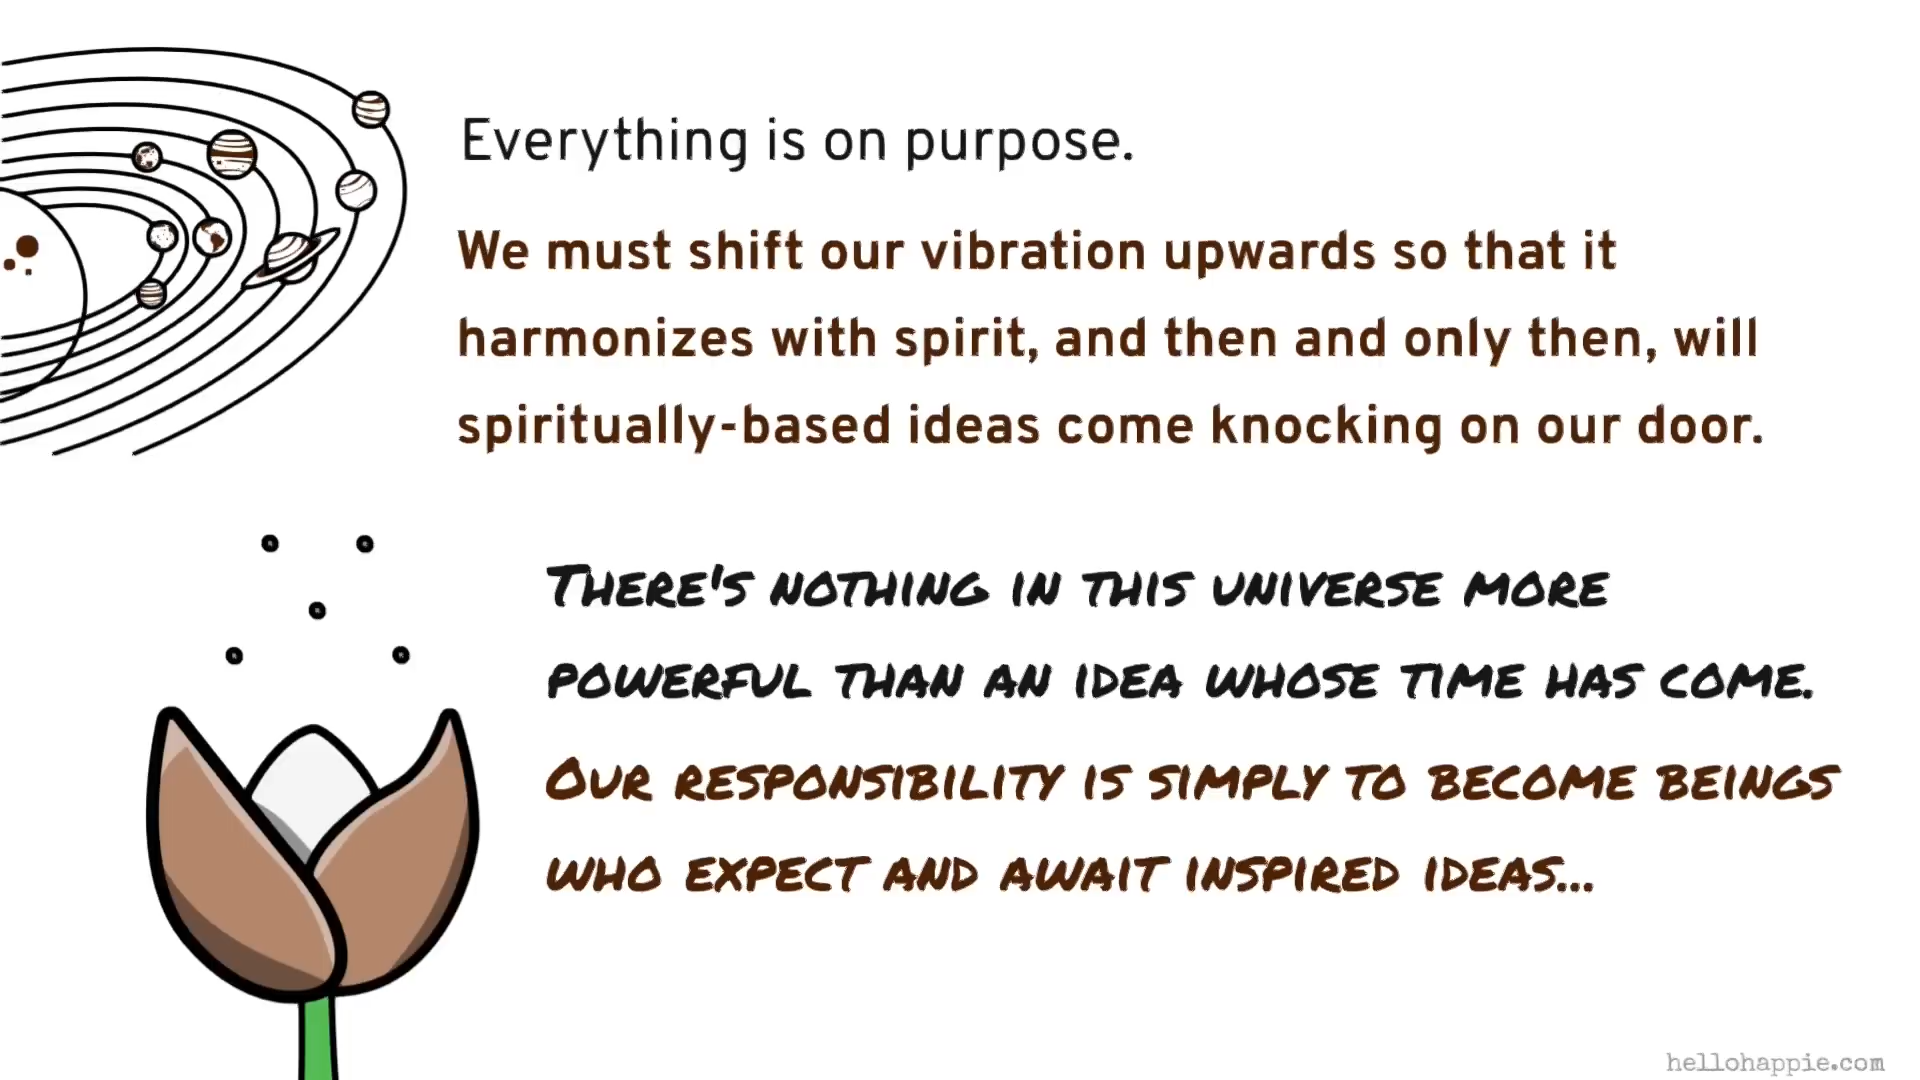 Everything is on purpose.
We must shift our vibration upwards so that it
harmonizes with spirit, and then and only then, will
spiritually-based ideas come knocking on our door.
There's nothing in this universe more
powerful than an idea whose time has come.
Our responsibility is simply to become beings
who expect and await inspired ideas...
hellohappie.com